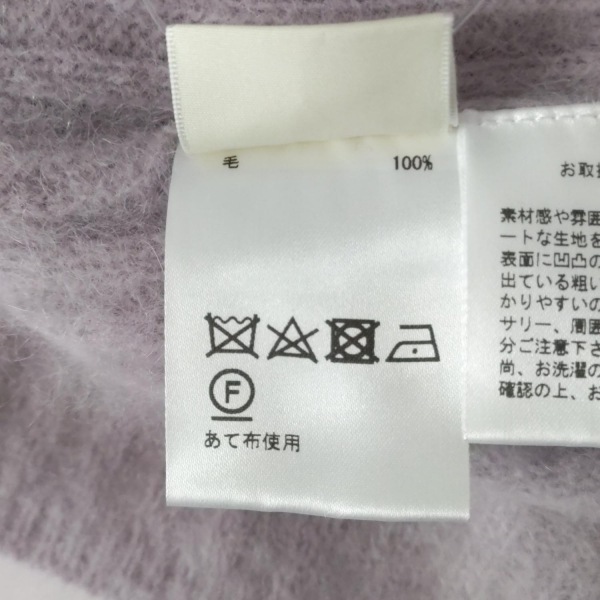 毛 100%
F
あて布使用
お取扱
素材感や雰囲
ートな生地を
表面に凹凸の
出ている粗い
かりやすいの
サリー、周囲
分ご注意下さ
尚、お洗濯の
確認の上、お